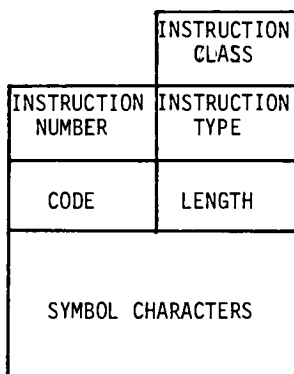 INSTRUCTION
CLASS
INSTRUCTION
NUMBER
INSTRUCTION
TYPE
CODE
LENGTH
SYMBOL CHARACTERS